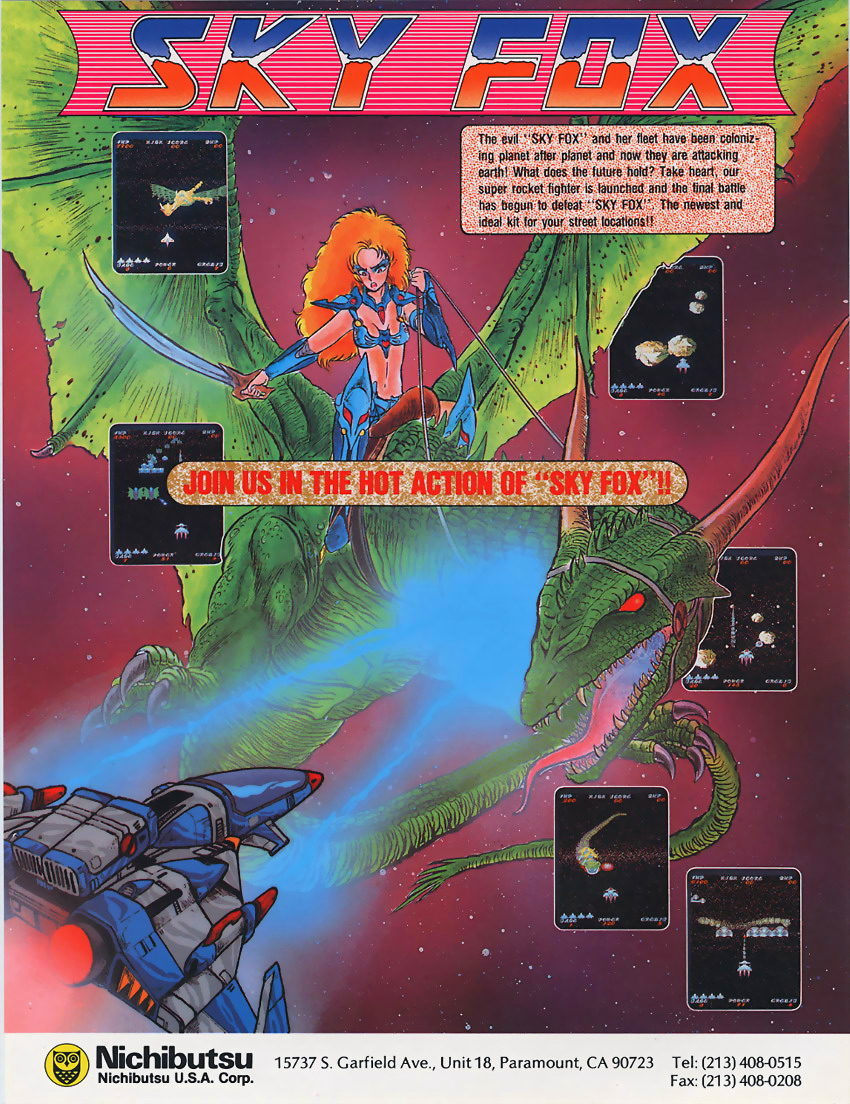 SKY FOX
The evil "SKY FOX" and her fleet have been coloniz-
ing planet after planet and now they are attacking
earth! What does the future hold? Take heart, our
super rocket fighter is launched and the final battle
has begun to defeat "SKY FOX". The newest and
ideal kit for your street locations!!
JOIN US IN THE HOT ACTION OF "SKY FOX"!!
Nichibutsu
Nichibutsu U.S.A. Corp.
15737 S. Garfield Ave., Unit 18, Paramount, CA 90723
Tel: (213) 408-0515
Fax: (213) 408-0208